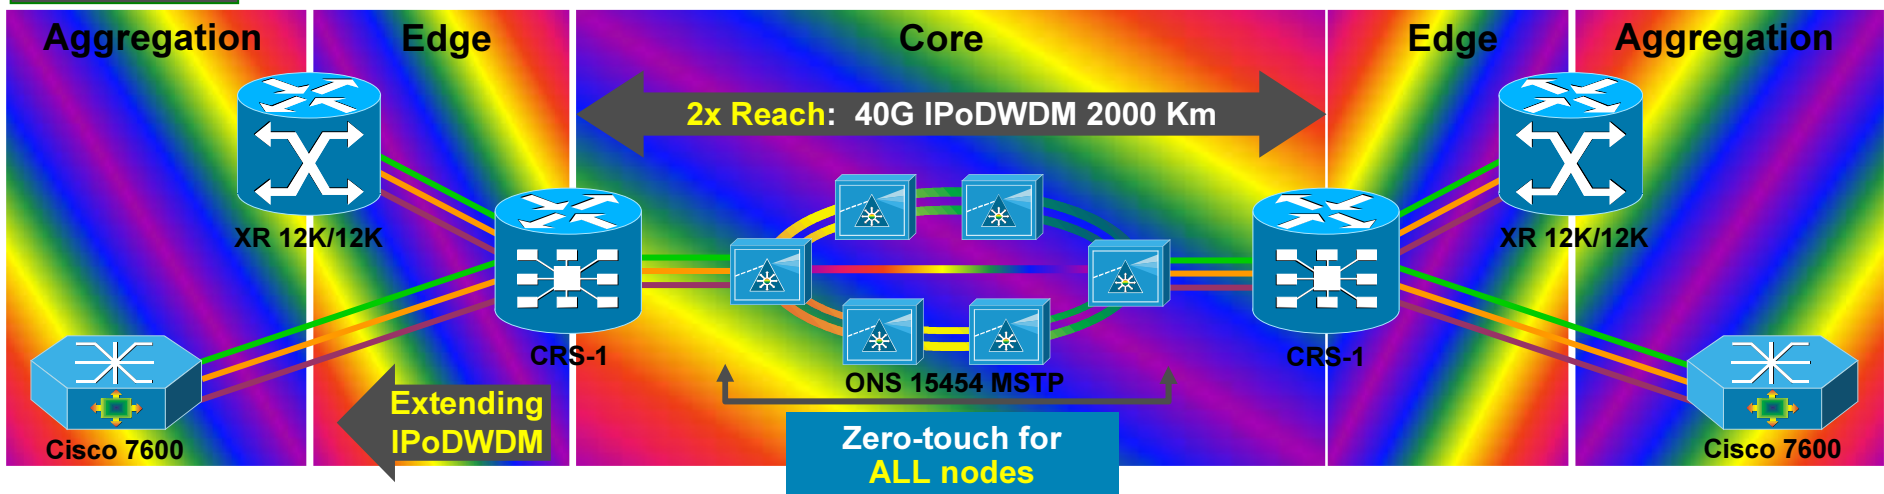 Aggregation
Edge
Core
Edge
Aggregation
2x Reach: 40G IPoDWDM 2000 Km
XR 12K/12K
XR 12K/12K
CRS-1
CRS-1
ONS 15454 MSTP
Extending
IPoDWDM
Cisco 7600
Cisco 7600
Zero-touch for
ALL nodes